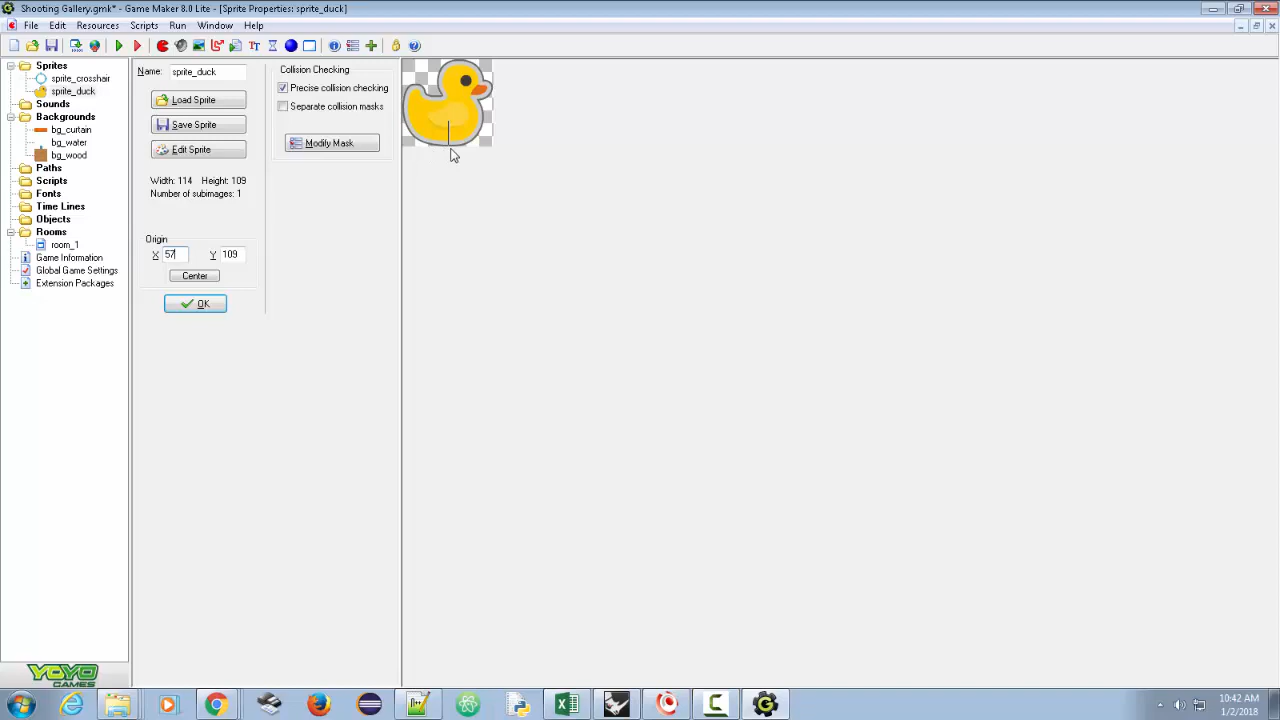 Shooting Gallery.gmk* - Game Maker 8.0 Lite - [Sprite Properties: sprite_duck]
File Edit Resources Scripts Run Window Help
Sprites
sprite_crosshair
sprite_duck
Sounds
Backgrounds
bg_curtain
bg_water
bg_wood
Paths
Scripts
Fonts
Time Lines
Objects
Rooms
room_1
Game Information
Global Game Settings
Extension Packages
YOYO
GAMES
Name: sprite_duck
Load Sprite
Save Sprite
Edit Sprite
Width: 114 Height: 109
Number of subimages: 1
Origin
X 57 Y 109
Center
OK
Collision Checking
Precise collision checking
Separate collision masks
Modify Mask
10:42 AM
1/2/2018